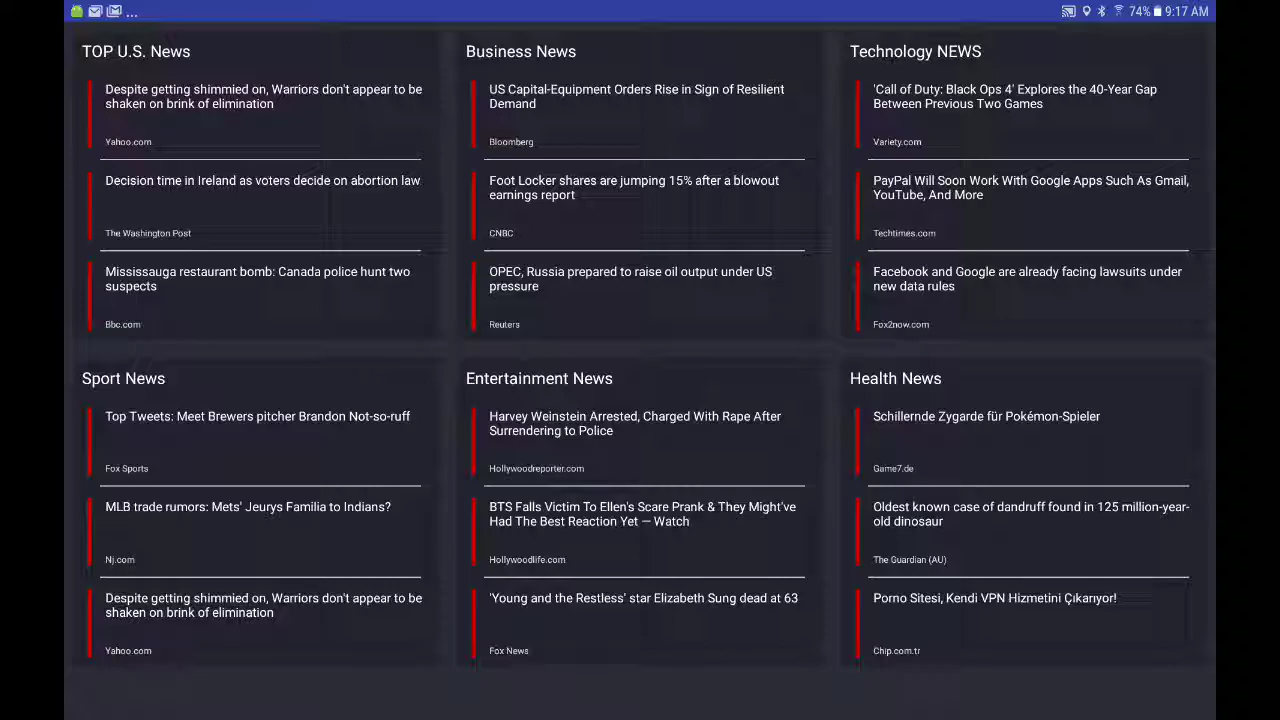 ... 74% 9:17 AM
TOP U.S. News
Despite getting shimmied on, Warriors don't appear to be
shaken on brink of elimination
Yahoo.com
Decision time in Ireland as voters decide on abortion law
The Washington Post
Mississauga restaurant bomb: Canada police hunt two
suspects
Bbc.com
Business News
US Capital-Equipment Orders Rise in Sign of Resilient
Demand
Bloomberg
Foot Locker shares are jumping 15% after a blowout
earnings report
CNBC
OPEC, Russia prepared to raise oil output under US
pressure
Reuters
Technology NEWS
'Call of Duty: Black Ops 4' Explores the 40-Year Gap
Between Previous Two Games
Variety.com
PayPal Will Soon Work With Google Apps Such As Gmail,
YouTube, And More
Techtimes.com
Facebook and Google are already facing lawsuits under
new data rules
Fox2now.com
Sport News
Top Tweets: Meet Brewers pitcher Brandon Not-so-ruff
Fox Sports
MLB trade rumors: Mets' Jeurys Familia to Indians?
Nj.com
Despite getting shimmied on, Warriors don't appear to be
shaken on brink of elimination
Yahoo.com
Entertainment News
Harvey Weinstein Arrested, Charged With Rape After
Surrendering to Police
Hollywoodreporter.com
BTS Falls Victim To Ellen's Scare Prank & They Might've
Had The Best Reaction Yet — Watch
Hollywoodlife.com
'Young and the Restless' star Elizabeth Sung dead at 63
Fox News
Health News
Schillernde Zygarde für Pokémon-Spieler
Game7.de
Oldest known case of dandruff found in 125 million-year-
old dinosaur
The Guardian (AU)
Porno Sitesi, Kendi VPN Hizmetini Çıkarıyor!
Chip.com.tr